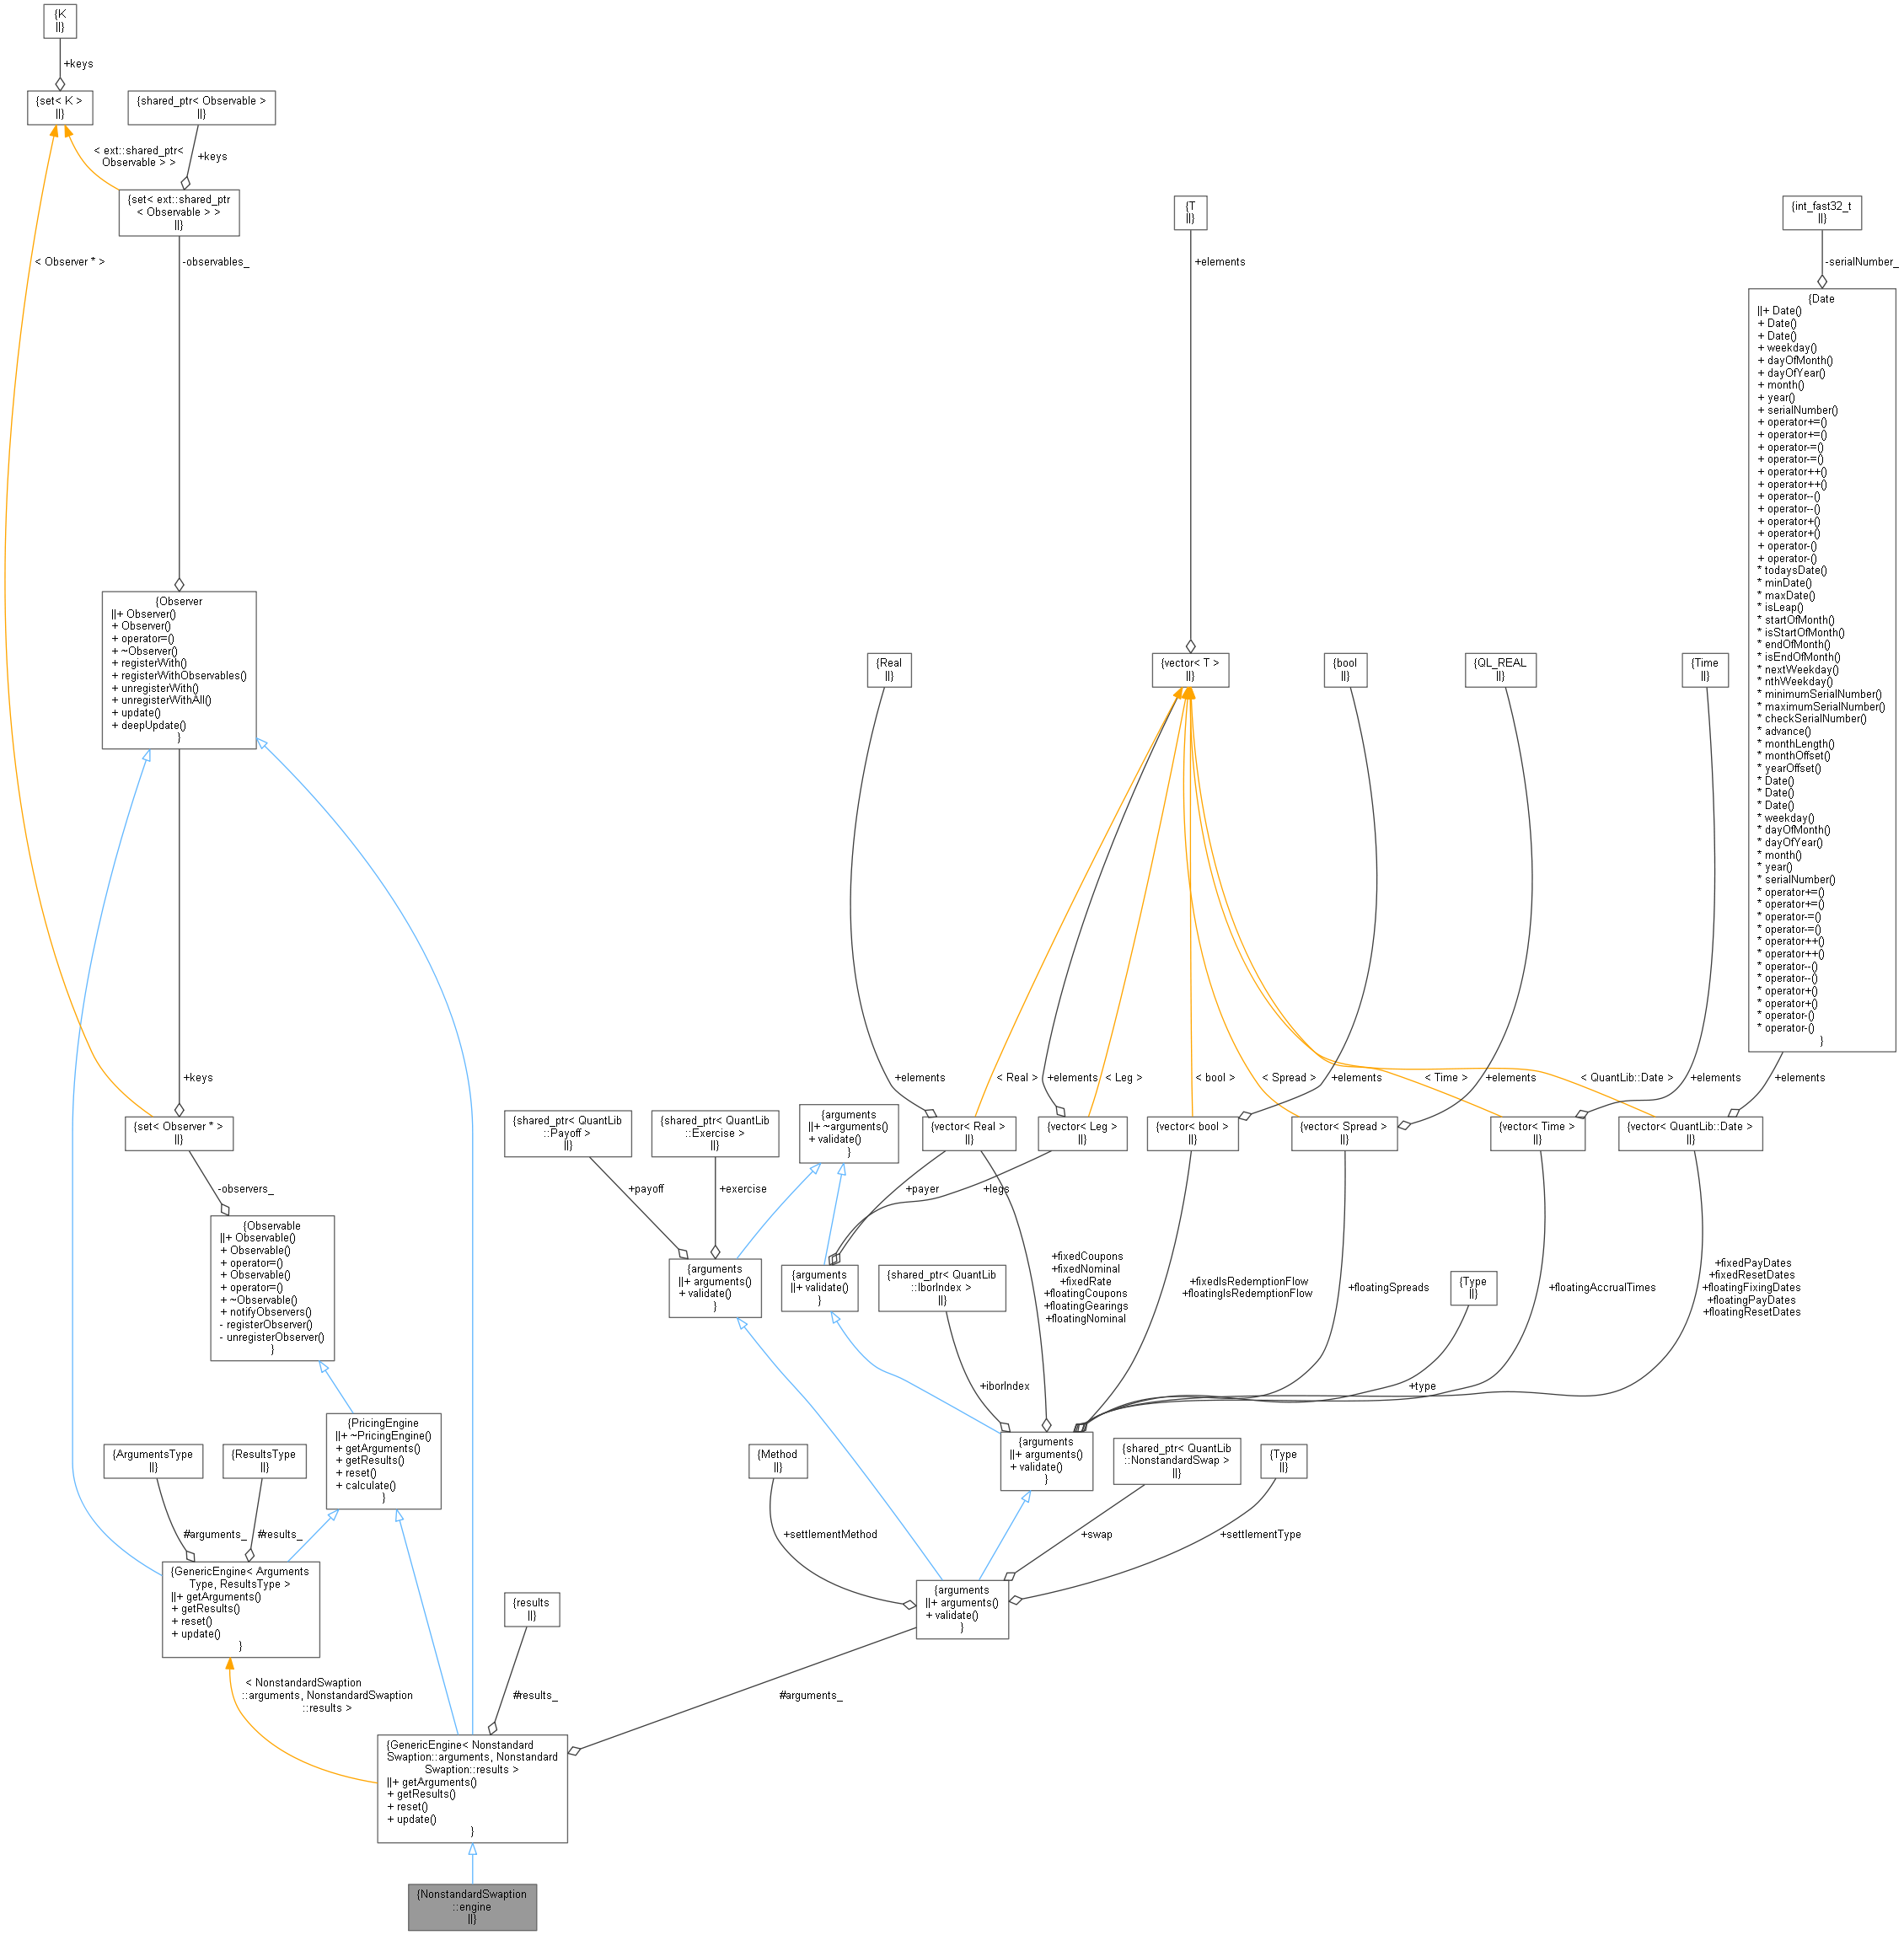 {K
||}
+keys
{set< K >
||}
{shared_ptr< Observable >
||}
< ext::shared_ptr<
Observable > >
+keys
{set< ext::shared_ptr
< Observable > >
||}
{T
||}
{int_fast32_t
||}
< Observer * >
-observables_
+elements
-serialNumber_
{Date
||+ Date()
+ Date()
+ Date()
+ weekday()
+ dayOfMonth()
+ dayOfYear()
+ month()
+ year()
+ serialNumber()
+ operator+=()
+ operator+=()
+ operator-=()
+ operator-=()
+ operator++()
+ operator++()
+ operator--()
+ operator--()
+ operator+()
+ operator+()
+ operator-()
+ operator-()
* todaysDate()
* minDate()
* maxDate()
* isLeap()
* startOfMonth()
* isStartOfMonth()
* endOfMonth()
* isEndOfMonth()
* nextWeekday()
* nthWeekday()
* minimumSerialNumber()
* maximumSerialNumber()
* checkSerialNumber()
* advance()
* monthLength()
* monthOffset()
* yearOffset()
* Date()
* Date()
* Date()
* weekday()
* dayOfMonth()
* dayOfYear()
* month()
* year()
* serialNumber()
* operator+=()
* operator+=()
* operator-=()
* operator-=()
* operator++()
* operator++()
* operator--()
* operator--()
* operator+()
* operator+()
* operator-()
* operator-()
}
{Observer
||+ Observer()
+ Observer()
+ operator=()
+ ~Observer()
+ registerWith()
+ registerWithObservables()
+ unregisterWith()
+ unregisterWithAll()
+ update()
+ deepUpdate()
}
{Real
||}
{vector< T >
||}
{bool
||}
{QL_REAL
||}
{Time
||}
+keys
+elements
< Real >
+elements
< Leg >
< bool >
< Spread >
+elements
< Time >
+elements
< QuantLib::Date >
+elements
+elements
{set< Observer * >
||}
{shared_ptr< QuantLib
::Payoff >
||}
{shared_ptr< QuantLib
::Exercise >
||}
{arguments
||+ ~arguments()
+ validate()
}
{vector< Real >
||}
{vector< Leg >
||}
{vector< bool >
||}
{vector< Spread >
||}
{vector< Time >
||}
{vector< QuantLib::Date >
||}
-observers_
+payoff
+exercise
+payer
+legs
{Observable
||+ Observable()
+ Observable()
+ operator=()
+ Observable()
+ operator=()
+ ~Observable()
+ notifyObservers()
- registerObserver()
- unregisterObserver()
}
{arguments
||+ arguments()
+ validate()
}
{arguments
||+ validate()
}
{shared_ptr< QuantLib
::IborIndex >
||}
+fixedCoupons
+fixedNominal
+fixedRate
+floatingCoupons
+floatingGearings
+floatingNominal
+fixedIsRedemptionFlow
+floatingIsRedemptionFlow
+floatingSpreads
{Type
||}
+floatingAccrualTimes
+fixedPayDates
+fixedResetDates
+floatingFixingDates
+floatingPayDates
+floatingResetDates
+iborIndex
+type
{PricingEngine
||+ ~PricingEngine()
+ getArguments()
+ getResults()
+ reset()
+ calculate()
}
{ArgumentsType
||}
{ResultsType
||}
{Method
||}
{arguments
||+ arguments()
+ validate()
}
{shared_ptr< QuantLib
::NonstandardSwap >
||}
{Type
||}
#arguments_
#results_
+settlementMethod
+swap
+settlementType
{GenericEngine< Arguments
Type, ResultsType >
||+ getArguments()
+ getResults()
+ reset()
+ update()
}
{results
||}
{arguments
||+ arguments()
+ validate()
}
< NonstandardSwaption
::arguments, NonstandardSwaption
::results >
#results_
#arguments_
{GenericEngine< Nonstandard
Swaption::arguments, Nonstandard
Swaption::results >
||+ getArguments()
+ getResults()
+ reset()
+ update()
}
{NonstandardSwaption
::engine
||}